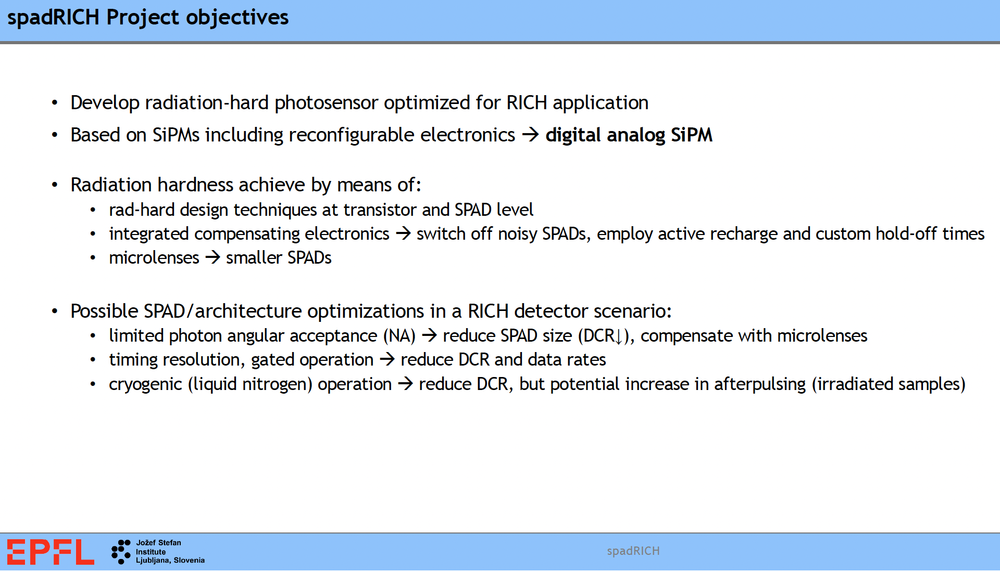 spadRICH Project objectives
• Develop radiation-hard photosensor optimized for RICH application
• Based on SiPMs including reconfigurable electronics → digital analog SiPM
• Radiation hardness achieve by means of:
• rad-hard design techniques at transistor and SPAD level
• integrated compensating electronics → switch off noisy SPADs, employ active recharge and custom hold-off times
• microlenses → smaller SPADs
• Possible SPAD/architecture optimizations in a RICH detector scenario:
• limited photon angular acceptance (NA) → reduce SPAD size (DCR↓), compensate with microlenses
• timing resolution, gated operation → reduce DCR and data rates
• cryogenic (liquid nitrogen) operation → reduce DCR, but potential increase in afterpulsing (irradiated samples)
EPFL
Jožef Stefan
Institute
Ljubljana, Slovenia
spadRICH